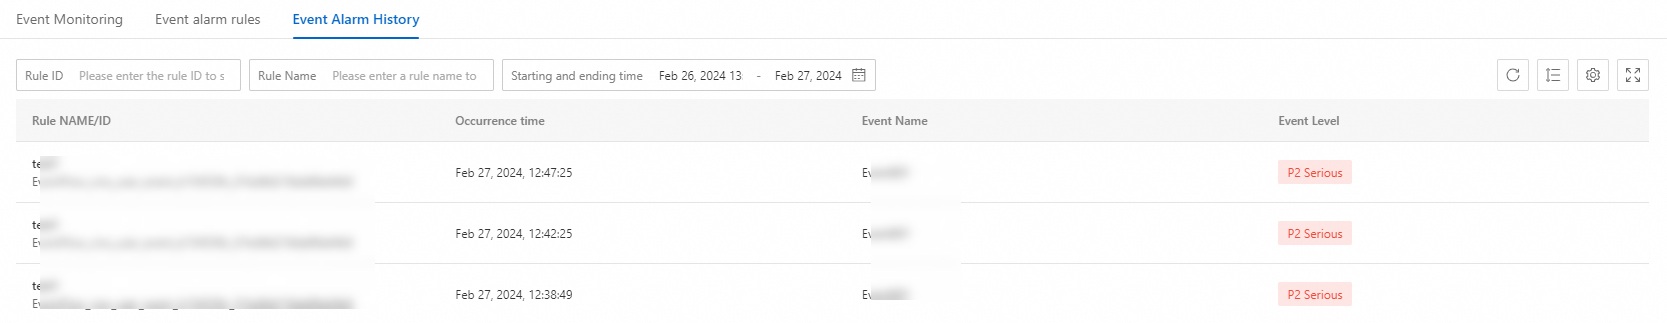 Event Monitoring Event alarm rules Event Alarm History
Rule ID Please enter the rule ID to s Rule Name Please enter a rule name to Starting and ending time Feb 26, 2024 13: - Feb 27, 2024
Rule NAME/ID Occurrence time Event Name Event Level
Feb 27, 2024, 12:47:25 P2 Serious
Feb 27, 2024, 12:42:25 P2 Serious
Feb 27, 2024, 12:38:49 P2 Serious